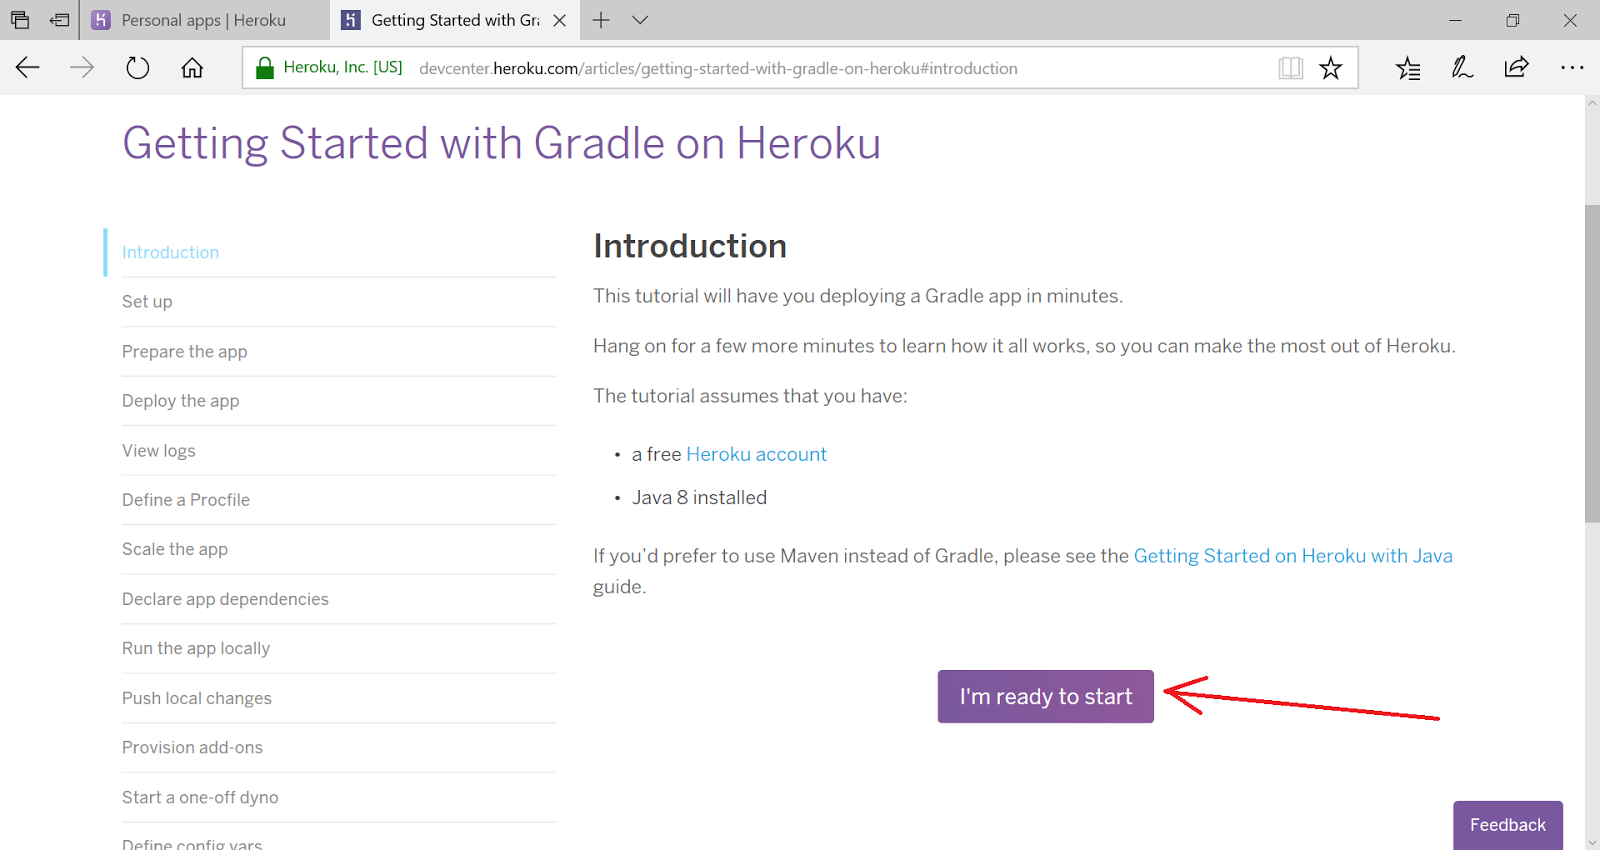 Personal apps | Heroku
Getting Started with Gra
Heroku, Inc. [US]
devcenter.heroku.com/articles/getting-started-with-gradle-on-heroku#introduction
Getting Started with Gradle on Heroku
Introduction
Set up
Prepare the app
Deploy the app
View logs
Define a Procfile
Scale the app
Declare app dependencies
Run the app locally
Push local changes
Provision add-ons
Start a one-off dyno
Define config vars
Introduction
This tutorial will have you deploying a Gradle app in minutes.
Hang on for a few more minutes to learn how it all works, so you can make the most out of Heroku.
The tutorial assumes that you have:
• a free Heroku account
• Java 8 installed
If you'd prefer to use Maven instead of Gradle, please see the Getting Started on Heroku with Java
guide.
I'm ready to start
Feedback